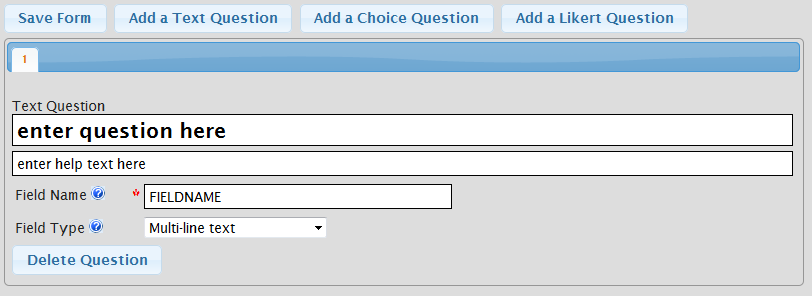 Save Form Add a Text Question Add a Choice Question Add a Likert Question
1
Text Question
enter question here
enter help text here
Field Name ? * FIELDNAME
Field Type ? Multi-line text
Delete Question